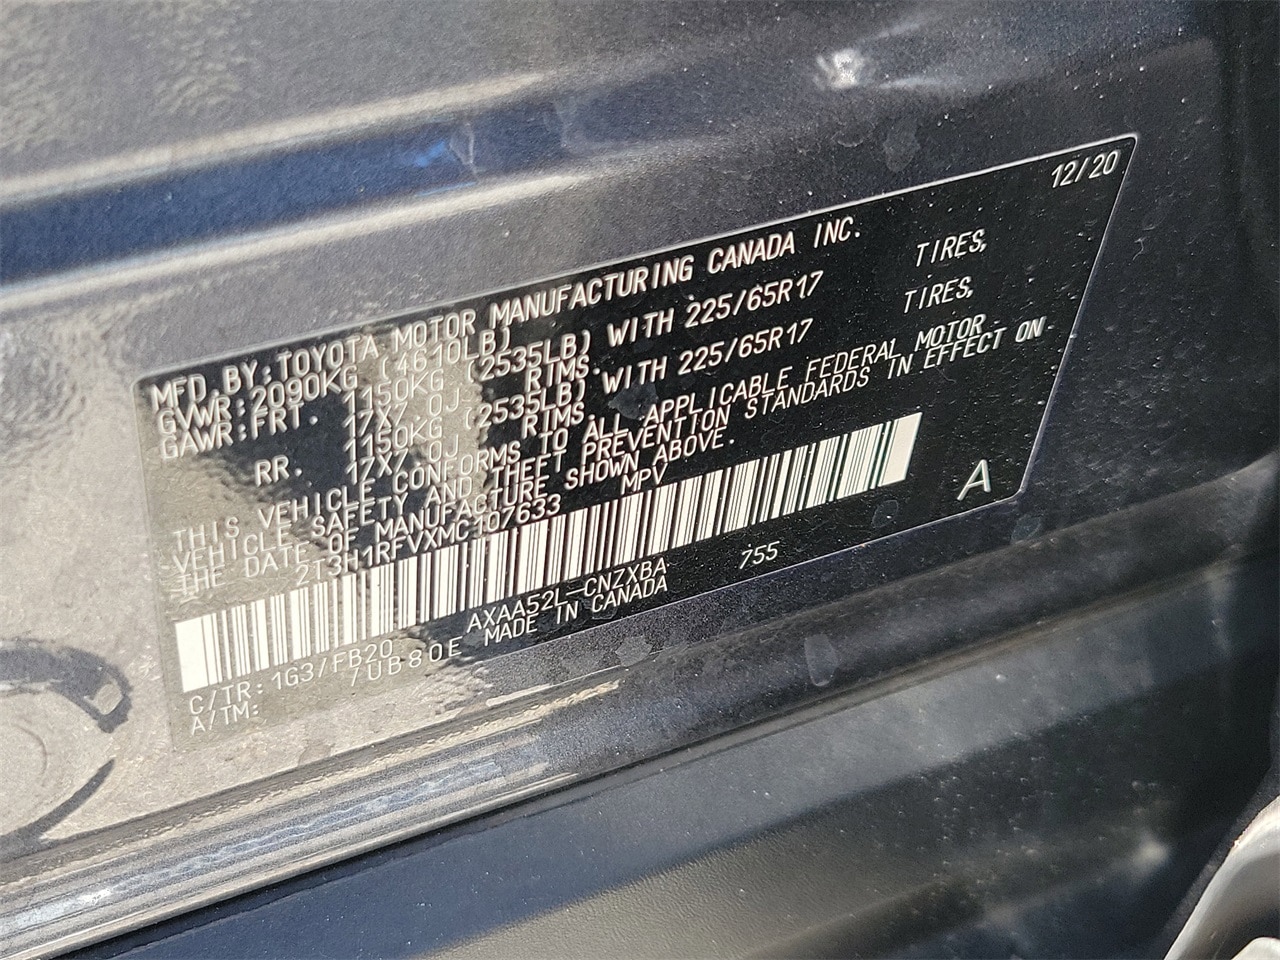 12/20
MFD. BY: TOYOTA MOTOR MANUFACTURING CANADA INC.
GVWR: 2090KG (4610LB)
GAWR: FRT. 1150KG (2535LB) WITH 225/65R17 TIRES,
17X7.0J RIMS.
RR. 1150KG (2535LB) WITH 225/65R17 TIRES,
17X7.0J RIMS.
THIS VEHICLE CONFORMS TO ALL APPLICABLE FEDERAL MOTOR
VEHICLE SAFETY AND THEFT PREVENTION STANDARDS IN EFFECT ON
THE DATE OF MANUFACTURE SHOWN ABOVE.
2T3H1RFVXMC107633 MPV
A
C/TR: 1G3/FB20 AXAA52L-CNZXBA 755
A/TM: /UB80E MADE IN CANADA